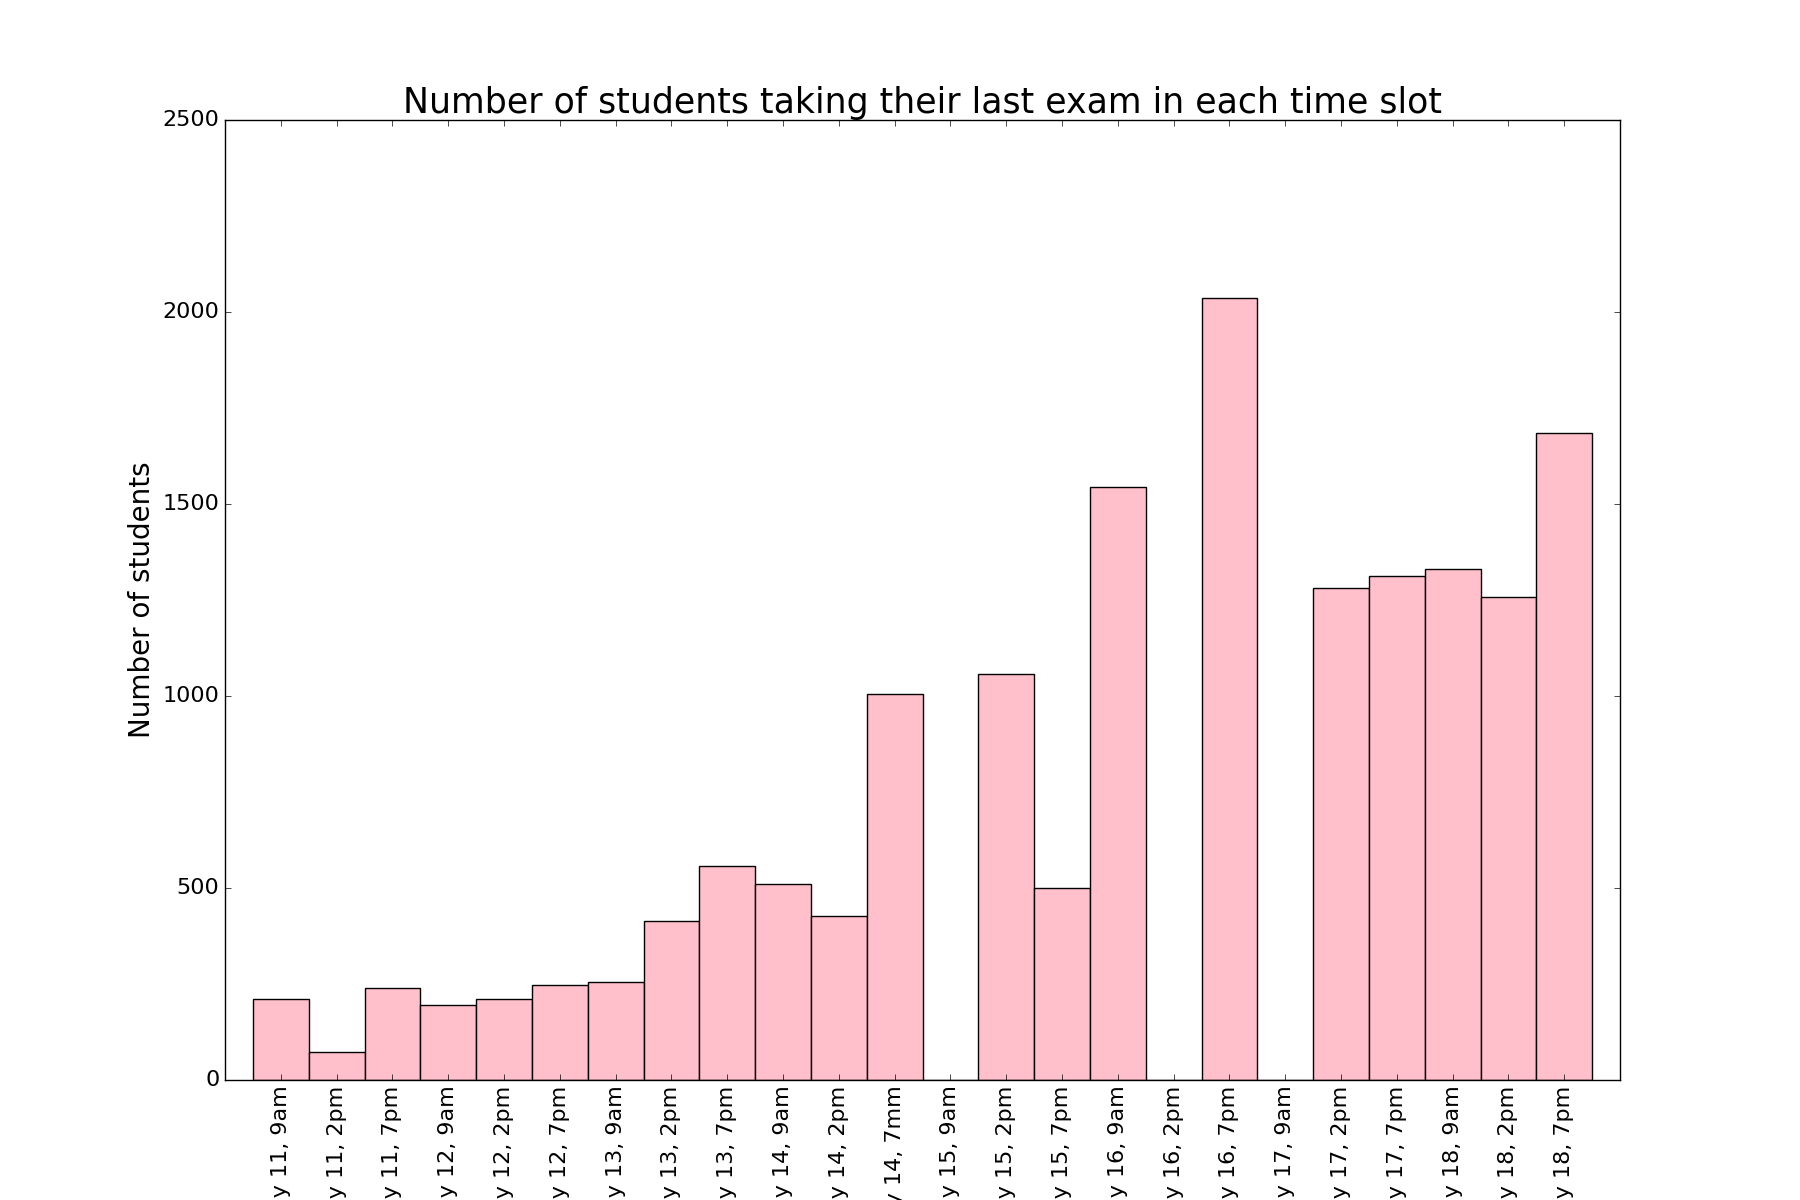 Number of students taking their last exam in each time slot
2500
2000
1500
1000
500
0
Number of students
y 11, 9am
y 11, 2pm
y 11, 7pm
y 12, 9am
y 12, 2pm
y 12, 7pm
y 13, 9am
y 13, 2pm
y 13, 7pm
y 14, 9am
y 14, 2pm
y 14, 7mm
y 15, 9am
y 15, 2pm
y 15, 7pm
y 16, 9am
y 16, 2pm
y 16, 7pm
y 17, 9am
y 17, 2pm
y 17, 7pm
y 18, 9am
y 18, 2pm
y 18, 7pm